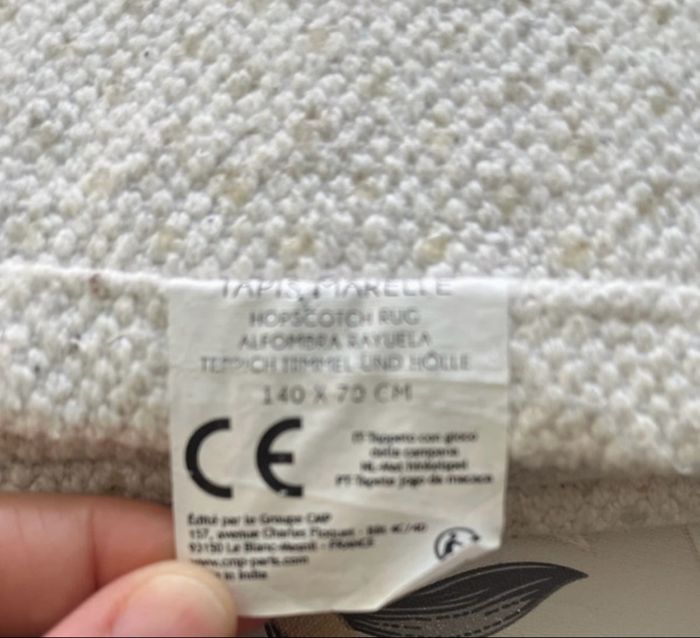 TAPIS MARELLE
HOPSCOTCH RUG
ALFOMBRA RAYUELA
TEPPICH HIMMEL UND HÖLLE
140 X 70 CM
CE
IT Tappeto con gioco
della campana
NL Mat hinkelspel
PT Tapete jogo da macaca
Édité par le Groupe
157, avenue Charles Floquet
93150 Le Blanc-Mesnil - FRANCE
in India